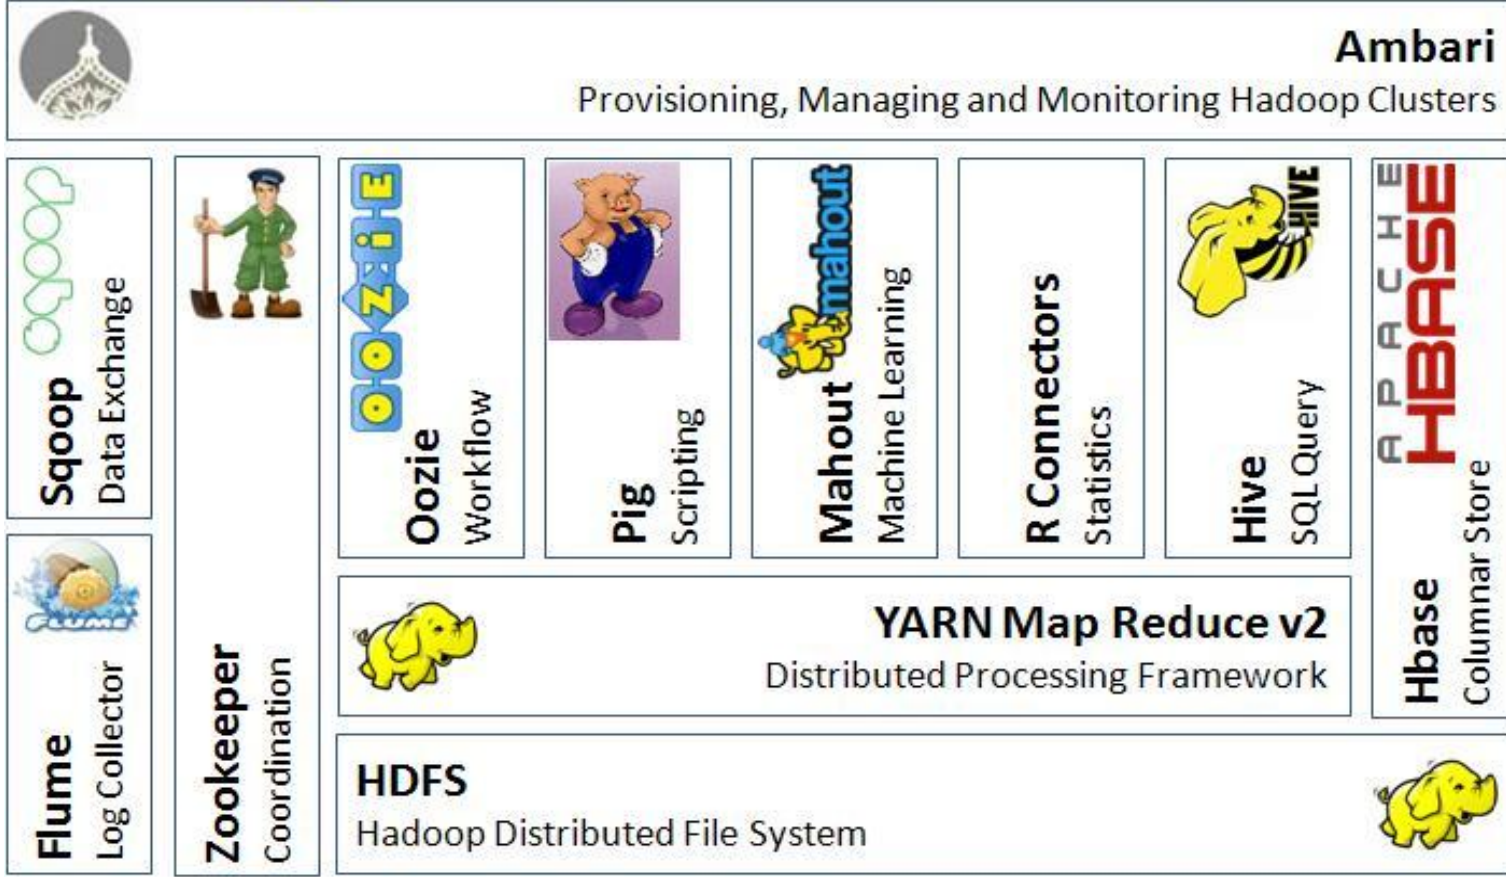 Ambari
Provisioning, Managing and Monitoring Hadoop Clusters
sqoop
Sqoop
Data Exchange
FLUME
Flume
Log Collector
Zookeeper
Coordination
OOZIE
Oozie
Workflow
Pig
Scripting
mahout
Mahout
Machine Learning
R Connectors
Statistics
HIVE
Hive
SQL Query
APACHE
HBASE
Hbase
Columnar Store
YARN Map Reduce v2
Distributed Processing Framework
HDFS
Hadoop Distributed File System